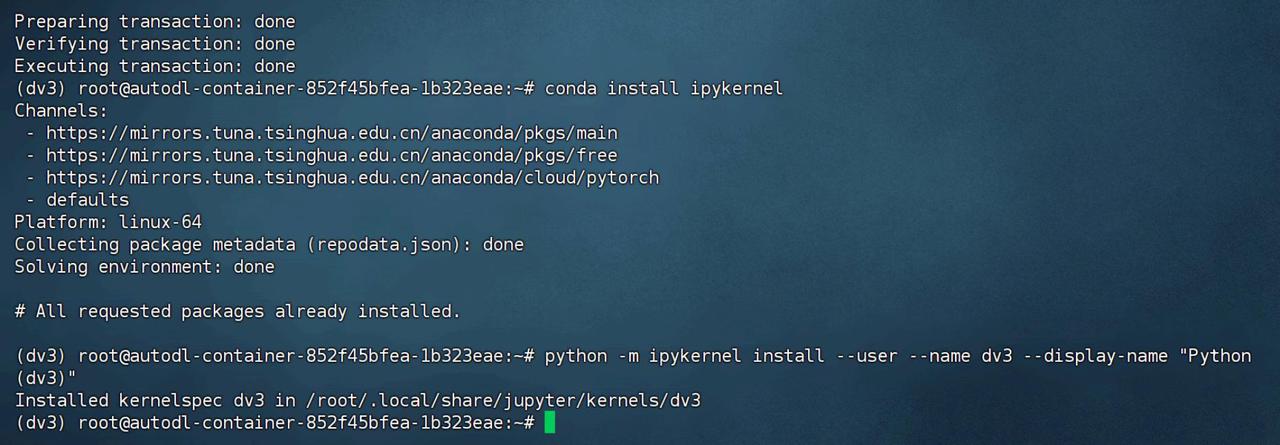 Preparing transaction: done
Verifying transaction: done
Executing transaction: done
(dv3) root@autodl-container-852f45bfea-1b323eae:~# conda install ipykernel
Channels:
 - https://mirrors.tuna.tsinghua.edu.cn/anaconda/pkgs/main
 - https://mirrors.tuna.tsinghua.edu.cn/anaconda/pkgs/free
 - https://mirrors.tuna.tsinghua.edu.cn/anaconda/cloud/pytorch
 - defaults
Platform: linux-64
Collecting package metadata (repodata.json): done
Solving environment: done

# All requested packages already installed.

(dv3) root@autodl-container-852f45bfea-1b323eae:~# python -m ipykernel install --user --name dv3 --display-name "Python
(dv3)"
Installed kernelspec dv3 in /root/.local/share/jupyter/kernels/dv3
(dv3) root@autodl-container-852f45bfea-1b323eae:~#